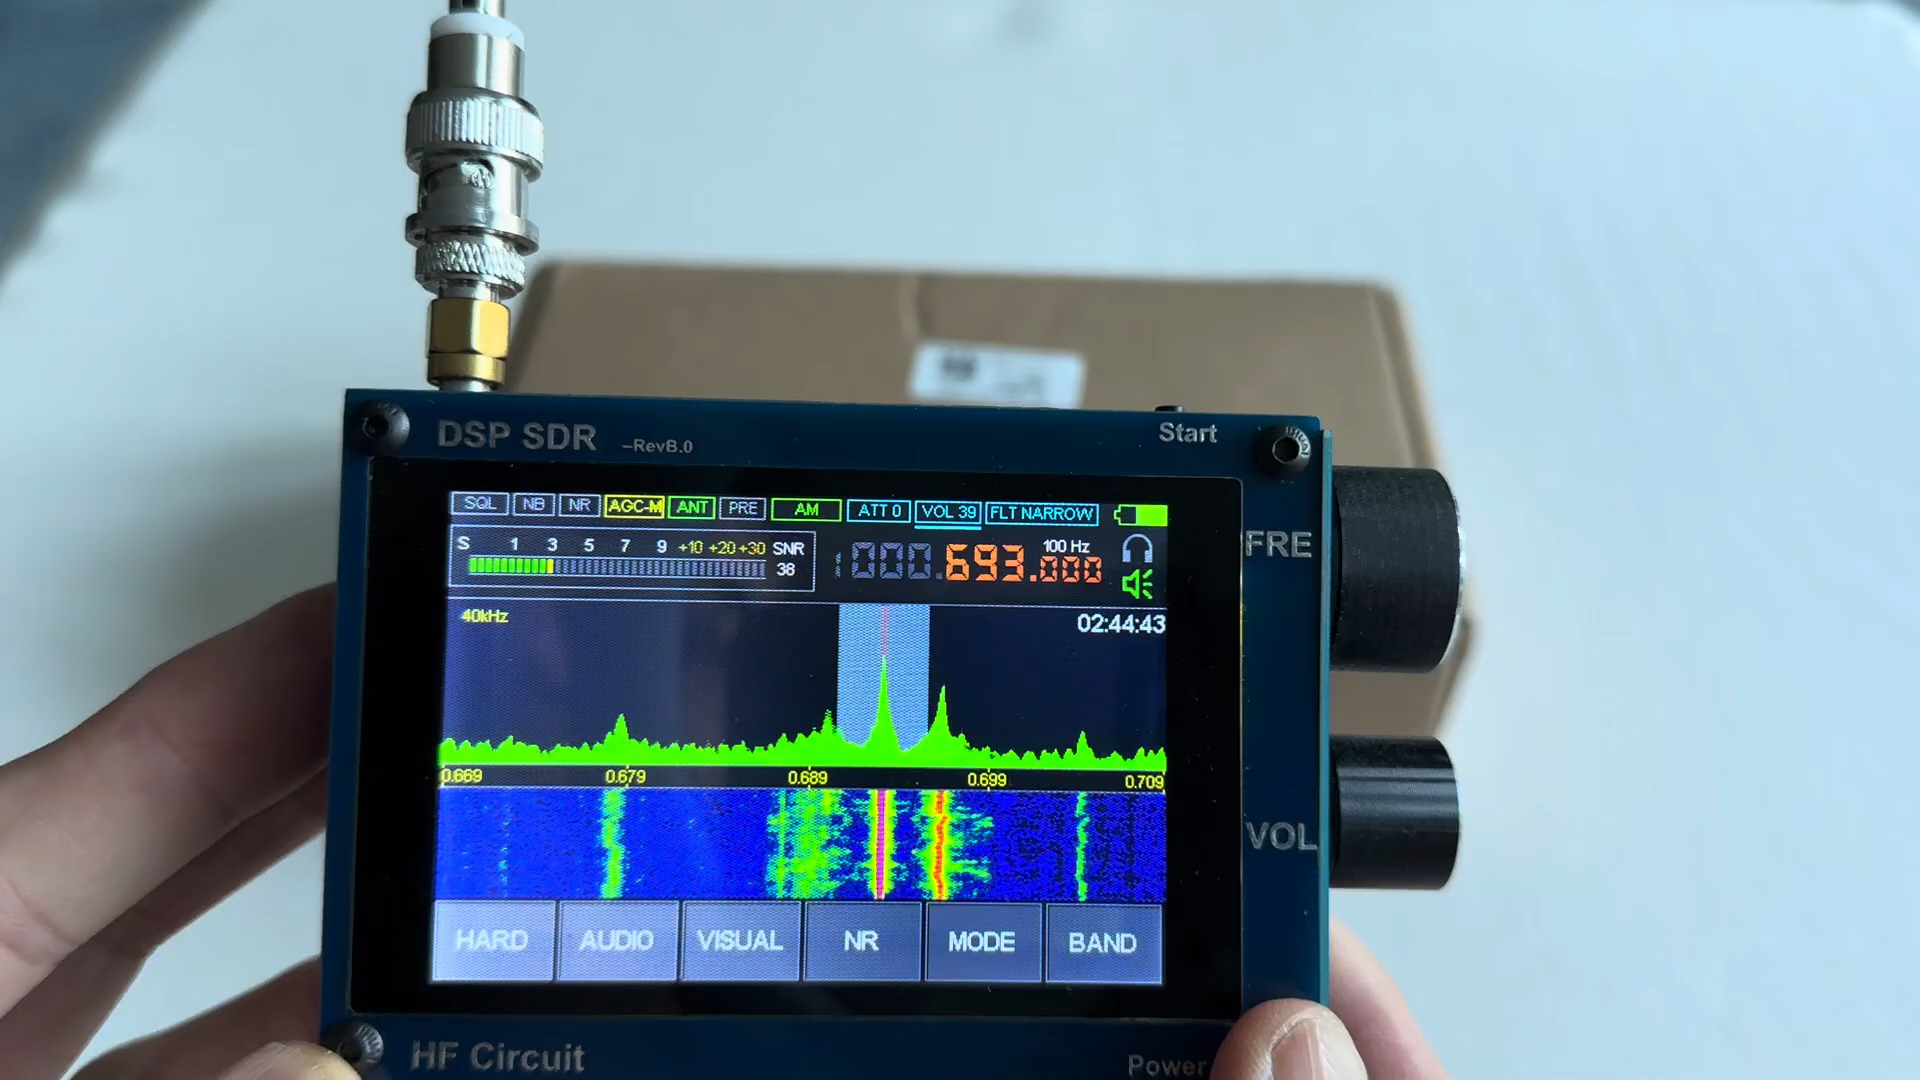 DSP SDR –RevB.0 Start
SQL NB NR AGC-M ANT PRE AM ATT 0 VOL 39 FLT NARROW
S 1 3 5 7 9 +10 +20 +30 SNR
38
000.693.000
100 Hz
FRE
40kHz
02:44:43
0.669 0.679 0.689 0.699 0.709
VOL
HARD AUDIO VISUAL NR MODE BAND
HF Circuit Power